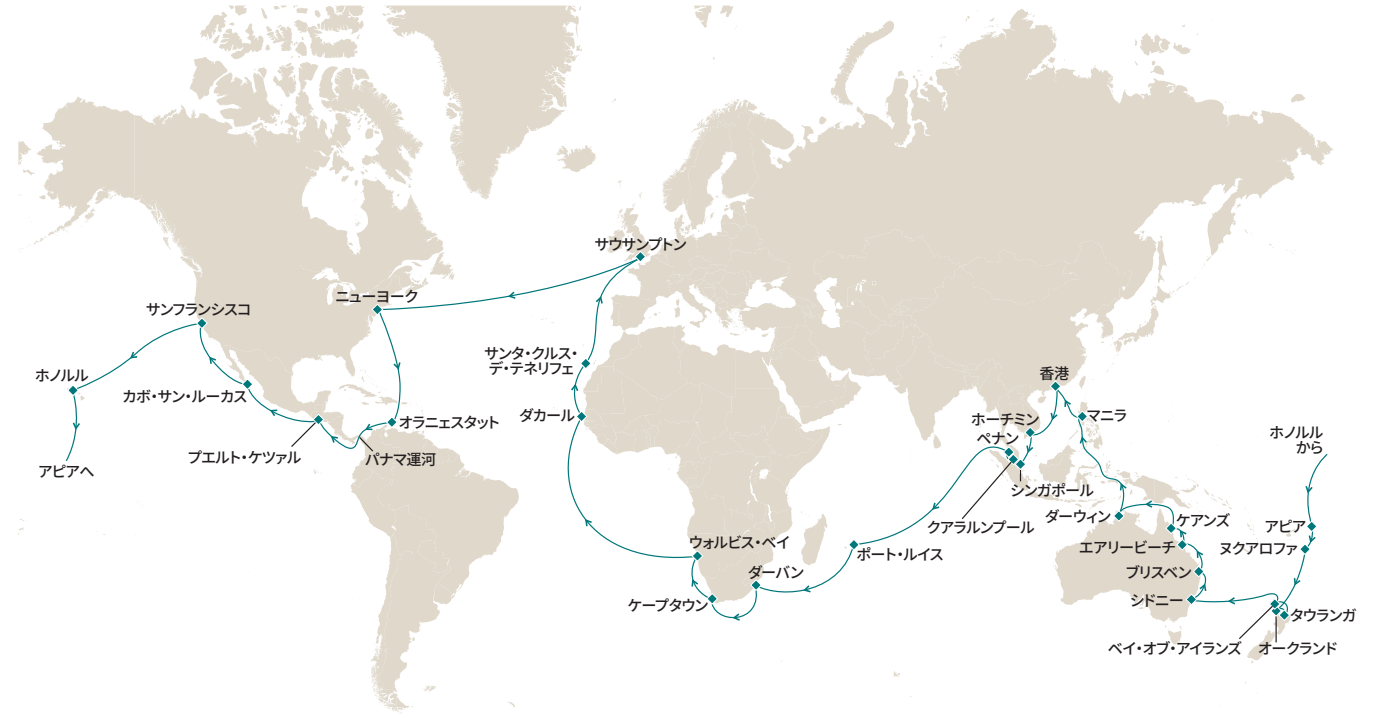 サウサンプトン
ニューヨーク
サンフランシスコ
サンタ・クルス・
デ・テネリフェ
ホノルル
カボ・サン・ルーカス
香港
ダカール
オラニェスタット
ホーチミン
マニラ
ペナン
ホノルル
から
プエルト・ケツァル
パナマ運河
アピアへ
シンガポール
クアラルンプール
ダーウィン
ケアンズ
アピア
ウォルビス・ベイ
ポート・ルイス
エアリービーチ
ヌクアロファ
ダーバン
ブリスベン
ケープタウン
シドニー
タウランガ
ベイ・オブ・アイランズ
オークランド